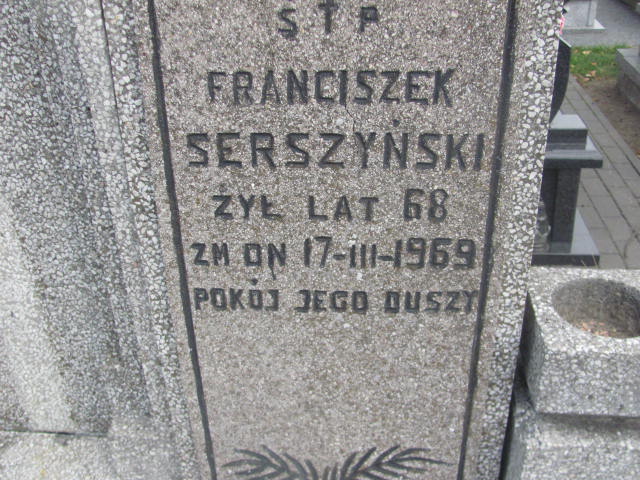 S † P
FRANCISZEK
SERSZYŃSKI
ŻYŁ LAT 68
ZM DN 17-III-1969
POKÓJ JEGO DUSZY